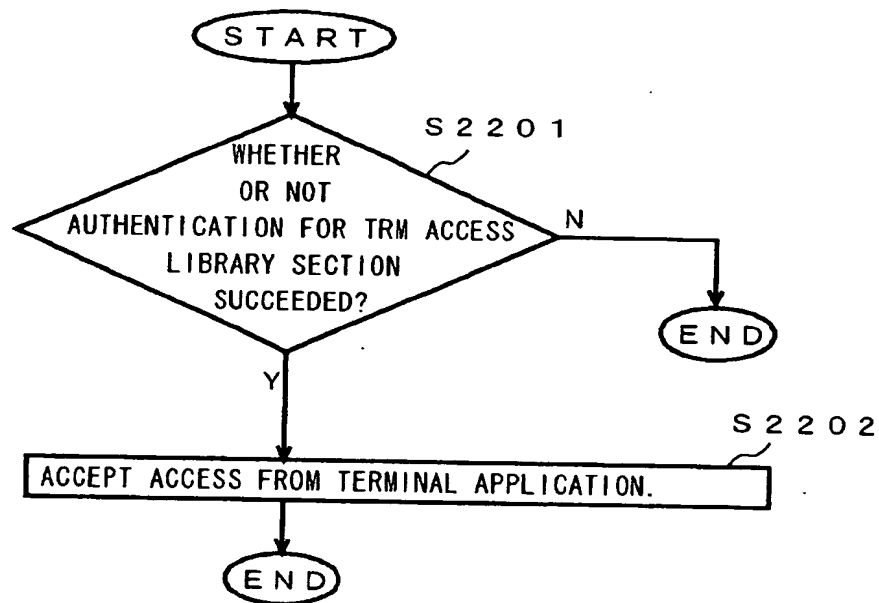 START
S2201
WHETHER
OR NOT
AUTHENTICATION FOR TRM ACCESS
LIBRARY SECTION
SUCCEEDED?
N
END
Y
S2202
ACCEPT ACCESS FROM TERMINAL APPLICATION.
END